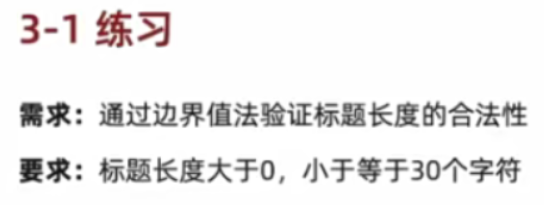 3-1 练习
需求：通过边界值法验证标题长度的合法性
要求：标题长度大于0，小于等于30个字符